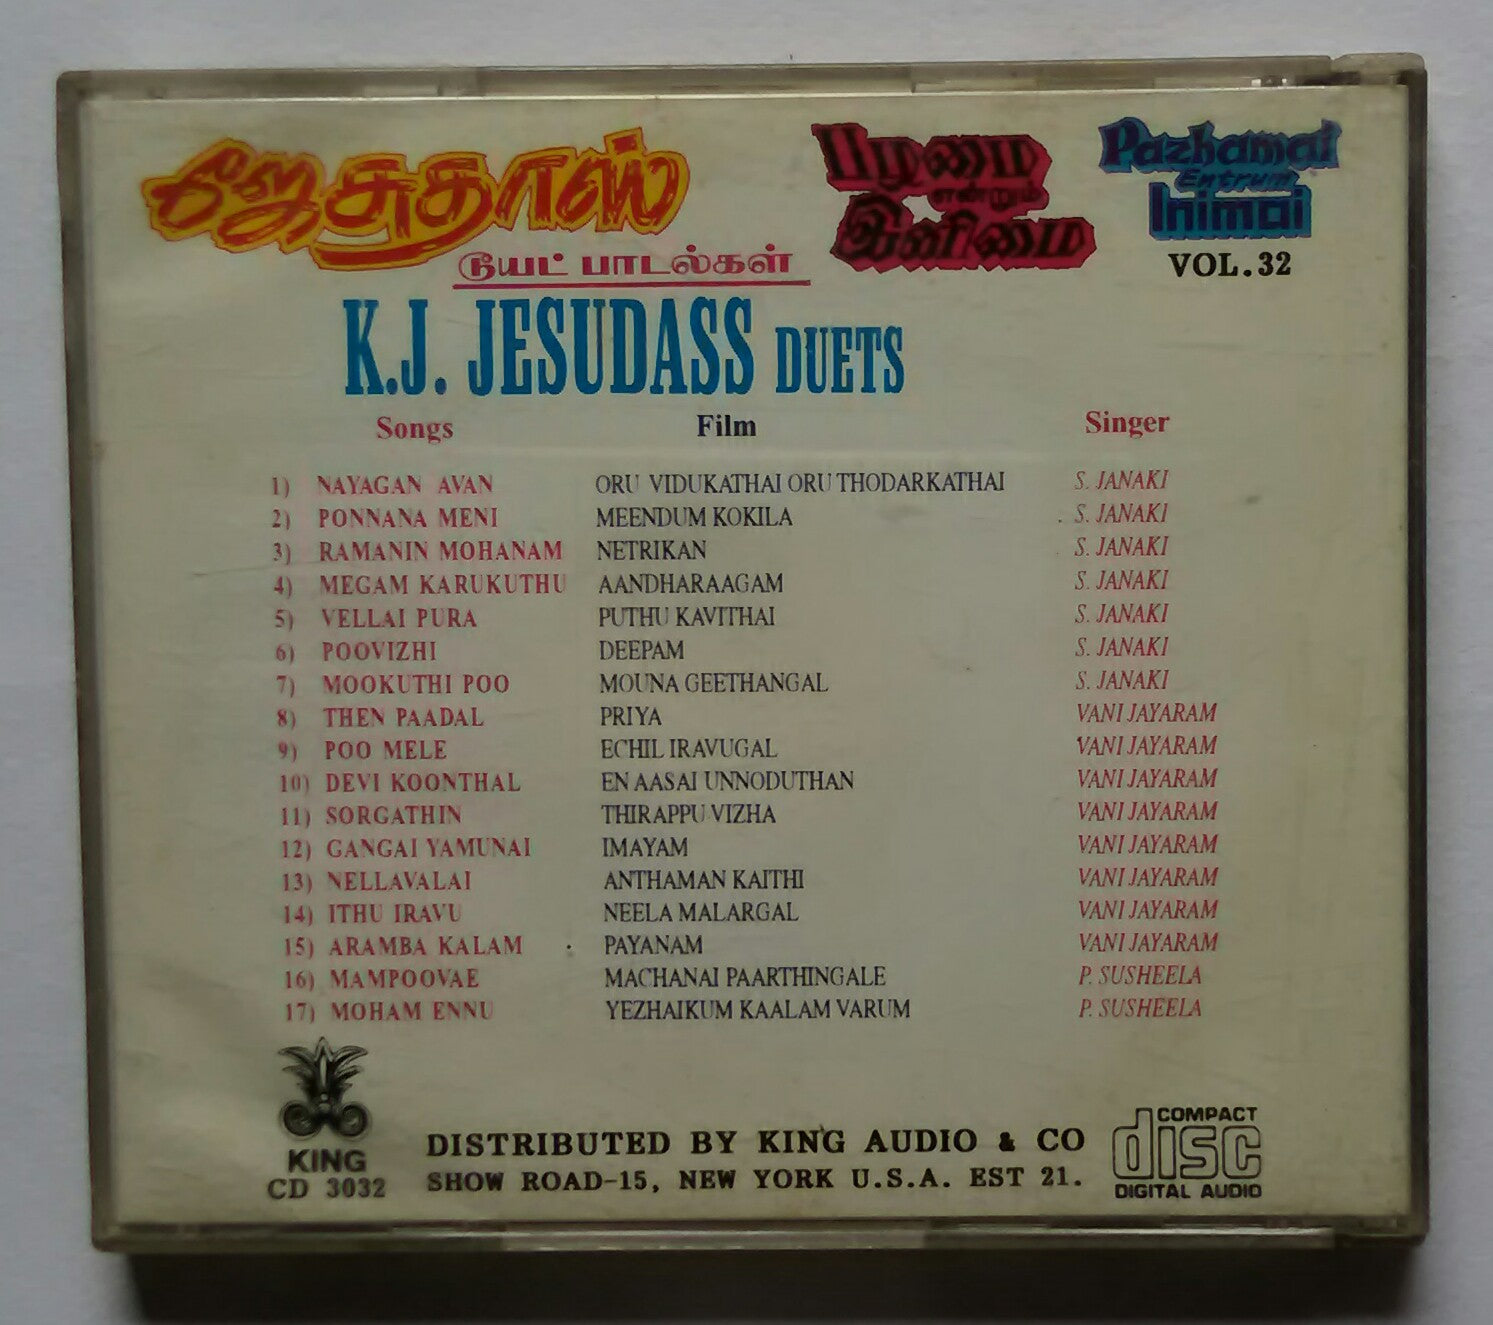 ஜேசுதாஸ்
டூயட் பாடல்கள்
பழமை
என்றும்
இனிமை
Pazhamai
Entrum
Inimai
VOL.32
K.J. JESUDASS DUETS
Songs Film Singer
1) NAYAGAN AVAN ORU VIDUKATHAI ORU THODARKATHAI S. JANAKI
2) PONNANA MENI MEENDUM KOKILA S. JANAKI
3) RAMANIN MOHANAM NETRIKAN S. JANAKI
4) MEGAM KARUKUTHU AANDHARAAGAM S. JANAKI
5) VELLAI PURA PUTHU KAVITHAI S. JANAKI
6) POOVIZHI DEEPAM S. JANAKI
7) MOOKUTHI POO MOUNA GEETHANGAL S. JANAKI
8) THEN PAADAL PRIYA VANI JAYARAM
9) POO MELE ECHIL IRAVUGAL VANI JAYARAM
10) DEVI KOONTHAL EN AASAI UNNODUTHAN VANI JAYARAM
11) SORGATHIN THIRAPPU VIZHA VANI JAYARAM
12) GANGAI YAMUNAI IMAYAM VANI JAYARAM
13) NELLAVALAI ANTHAMAN KAITHI VANI JAYARAM
14) ITHU IRAVU NEELA MALARGAL VANI JAYARAM
15) ARAMBA KALAM PAYANAM VANI JAYARAM
16) MAMPOOVAE MACHANAI PAARTHINGALE P. SUSHEELA
17) MOHAM ENNU YEZHAIKUM KAALAM VARUM P. SUSHEELA
KING
CD 3032
DISTRIBUTED BY KING AUDIO & CO
SHOW ROAD-15, NEW YORK U.S.A. EST 21.
COMPACT
disc
DIGITAL AUDIO